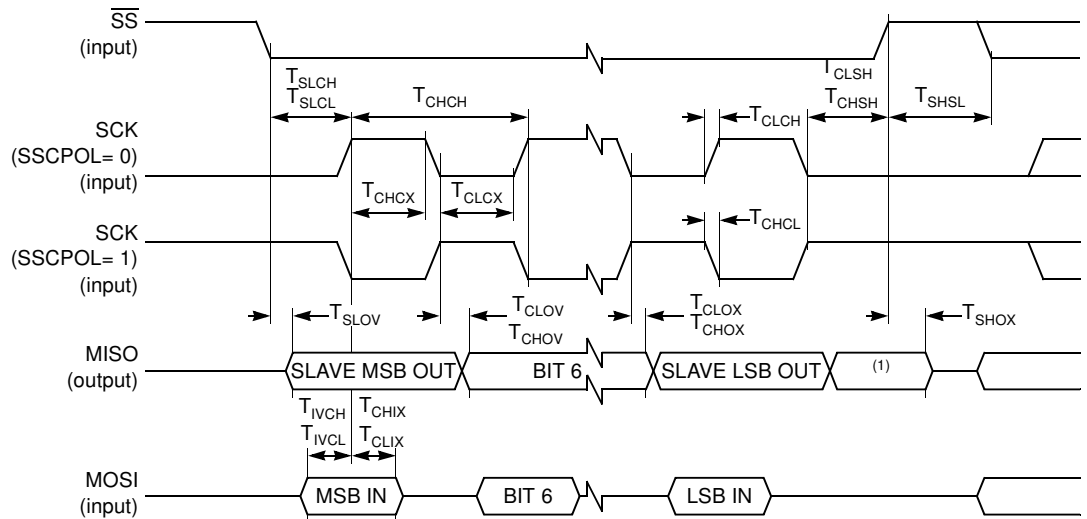 SS
(input)
T_SLCH
T_SLCL
T_CHCH
T_CLSH
T_CHSH
T_SHSL
T_CLCH
SCK
(SSCPOL= 0)
(input)
T_CHCX
T_CLCX
T_CHCL
SCK
(SSCPOL= 1)
(input)
T_SLOV
T_CLOV
T_CHOV
T_CLOX
T_CHOX
T_SHOX
MISO
(output)
SLAVE MSB OUT
BIT 6
SLAVE LSB OUT
(1)
T_IVCH
T_IVCL
T_CHIX
T_CLIX
MOSI
(input)
MSB IN
BIT 6
LSB IN